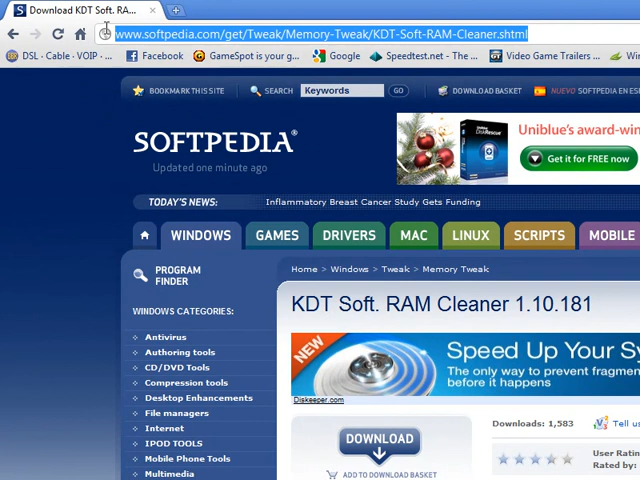 Download KDT Soft. RA...
www.softpedia.com/get/Tweak/Memory-Tweak/KDT-Soft-RAM-Cleaner.shtml
DSL · Cable · VOIP · ...
Facebook
GameSpot is your g...
Google
Speedtest.net - The ...
Video Game
Win
BOOKMARK THIS SITE
SEARCH
Keywords
GO
DOWNLOAD BASKET
NUEVO SOFTPEDIA EN ES
SOFTPEDIA®
Updated one minute ago
Uniblue's award-win
Get it for FREE now
TODAY'S NEWS:
Inflammatory Breast Cancer Study Gets Funding
WINDOWS
GAMES
DRIVERS
MAC
LINUX
SCRIPTS
MOBILE
PROGRAM
FINDER
WINDOWS CATEGORIES:
Antivirus
Authoring tools
CD/DVD Tools
Compression tools
Desktop Enhancements
File managers
Internet
IPOD TOOLS
Mobile Phone Tools
Multimedia
Home > Windows > Tweak > Memory Tweak
KDT Soft. RAM Cleaner 1.10.181
NEW
Speed Up Your Sy
The only way to prevent fragmen
before it happens
Diskeeper.com
DOWNLOAD
ADD TO DOWNLOAD BASKET
Downloads: 1,583
Tell us
User Ratin
Rated by: